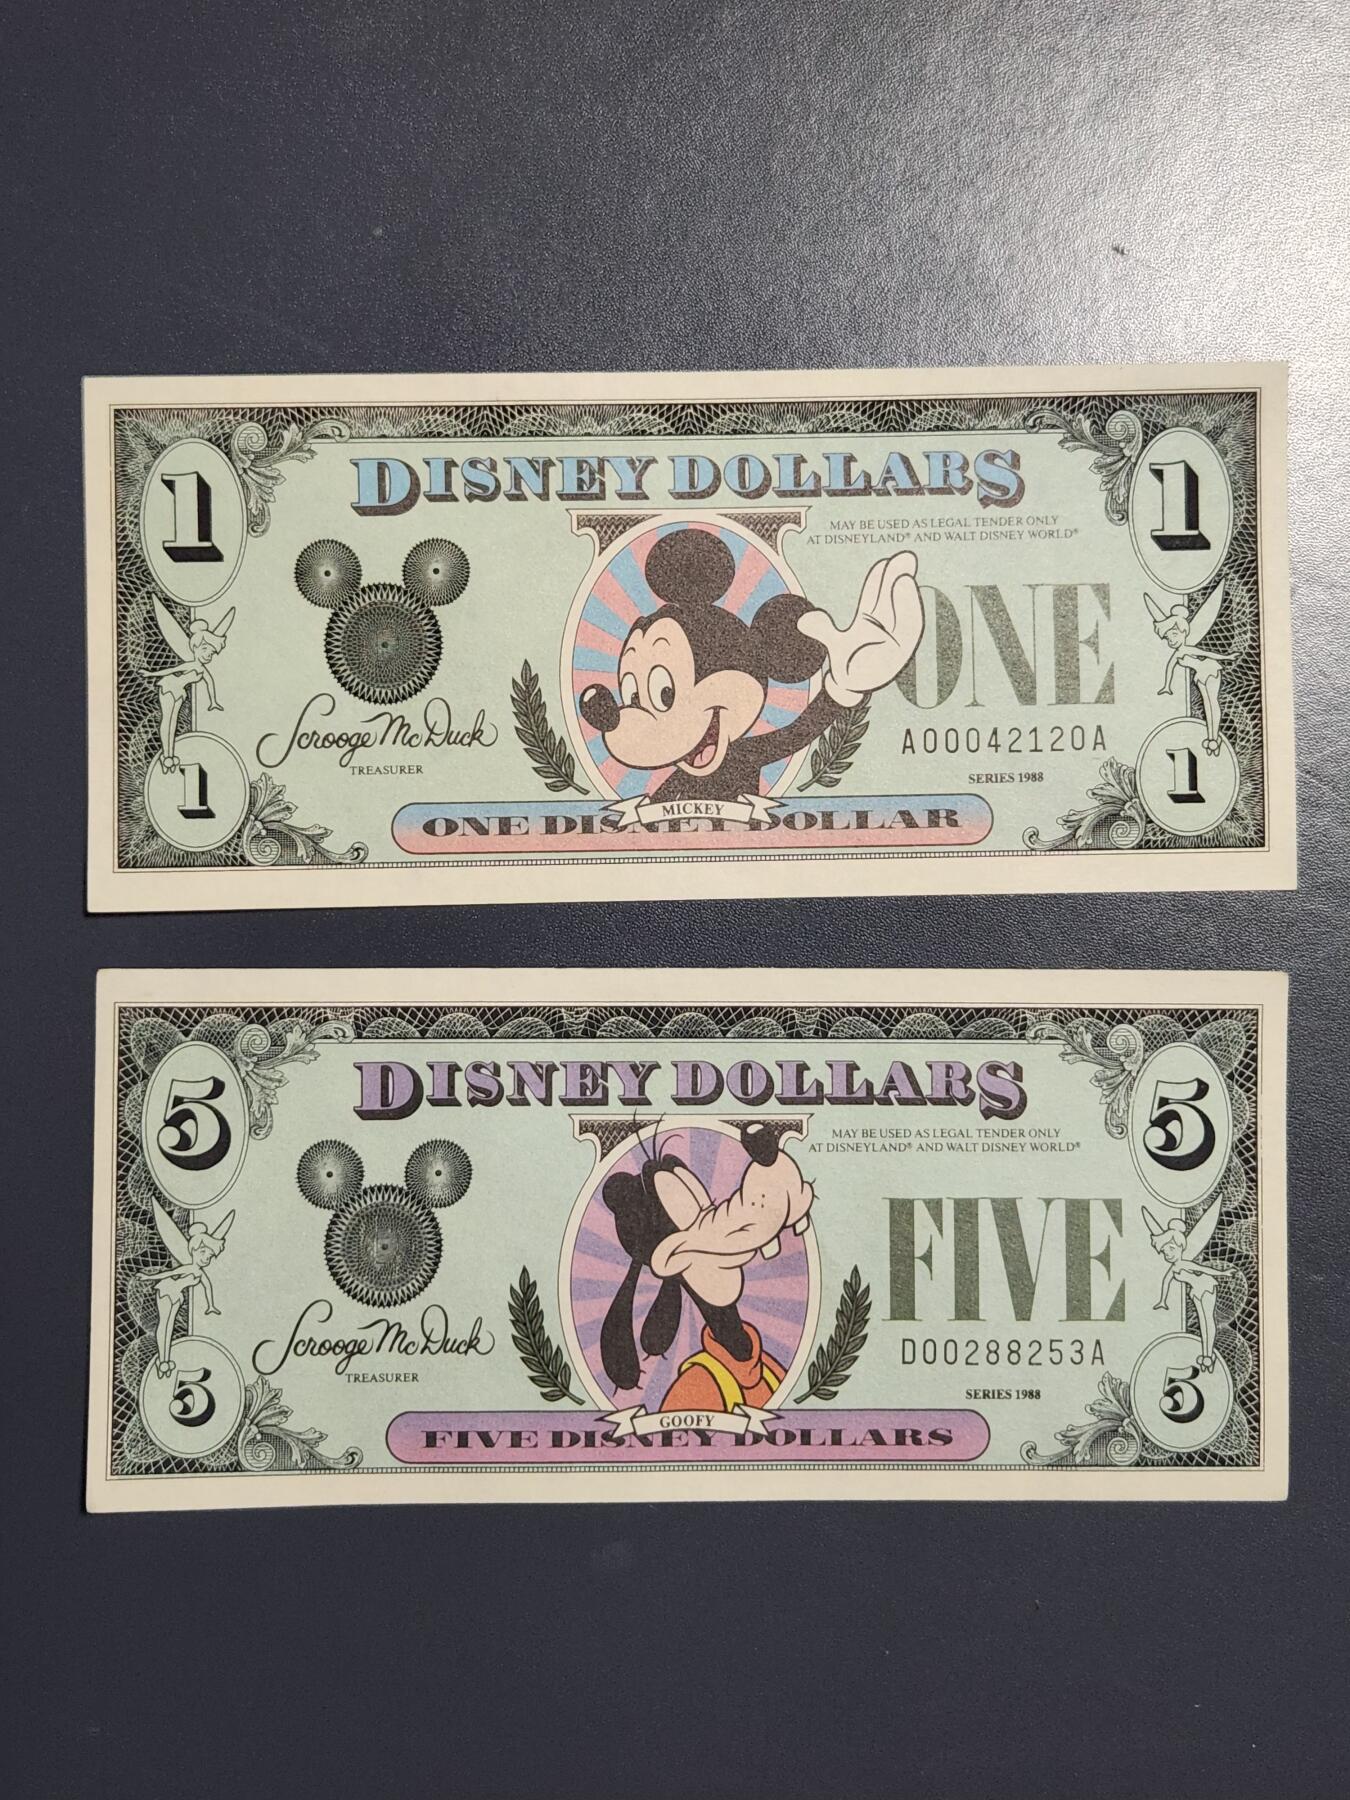 1 DISNEY DOLLARS 1
MAY BE USED AS LEGAL TENDER ONLY
AT DISNEYLAND® AND WALT DISNEY WORLD®
ONE
Scrooge McDuck
A00042120A
TREASURER
SERIES 1988
1 1
MICKEY
ONE DISNEY DOLLAR
5 DISNEY DOLLARS 5
MAY BE USED AS LEGAL TENDER ONLY
AT DISNEYLAND® AND WALT DISNEY WORLD®
FIVE
Scrooge McDuck
D00288253A
TREASURER
SERIES 1988
5 5
GOOFY
FIVE DISNEY DOLLARS